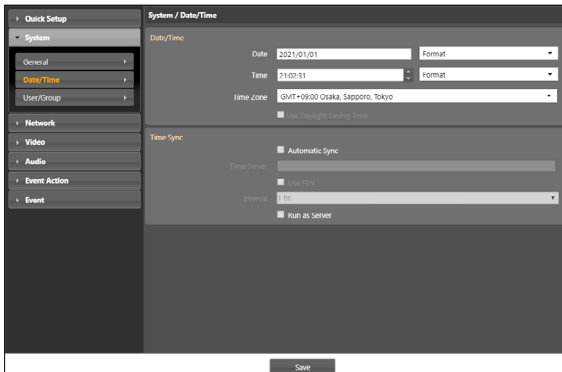 Quick Setup
System
General
Date/Time
User/Group
Network
Video
Audio
Event Action
Event
System / Date/Time
Date/Time
Date 2021/01/01 Format
Time 21:02:31 Format
Time Zone GMT+09:00 Osaka, Sapporo, Tokyo
Use Daylight Saving Time
Time Sync
Automatic Sync
Time Server
Use FEN
Interval 1 hr.
Run as Server
Save